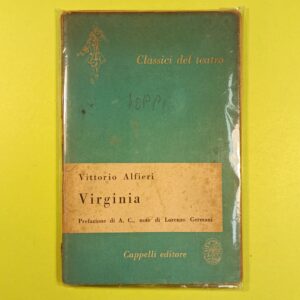 Classici del teatro
Vittorio Alfieri
Virginia
Prefazione di A. C., note di Lorenzo Germani
Cappelli editore